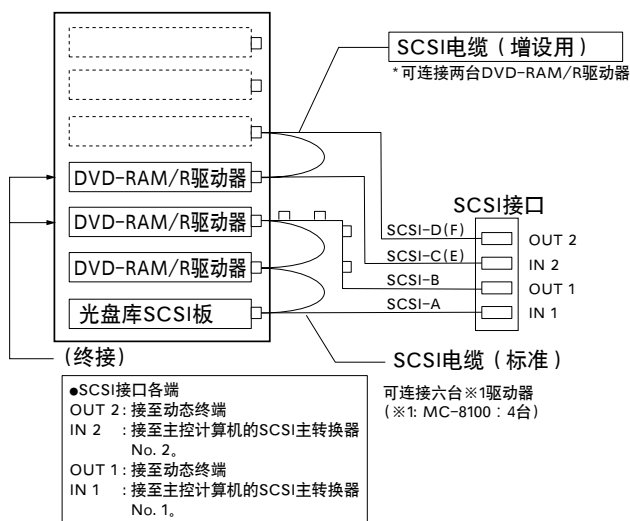 SCSI电缆（增设用）
*可连接两台DVD-RAM/R驱动器
DVD-RAM/R驱动器
DVD-RAM/R驱动器
DVD-RAM/R驱动器
光盘库SCSI板
SCSI接口
SCSI-D(F)
OUT 2
SCSI-C(E)
IN 2
SCSI-B
OUT 1
SCSI-A
IN 1
(终接)
SCSI电缆（标准）
可连接六台※1驱动器
(※1: MC-8100：4台)
●SCSI接口各端
OUT 2：接至动态终端
IN 2 ：接至主控计算机的SCSI主转换器
No. 2。
OUT 1：接至动态终端
IN 1 ：接至主控计算机的SCSI主转换器
No. 1。